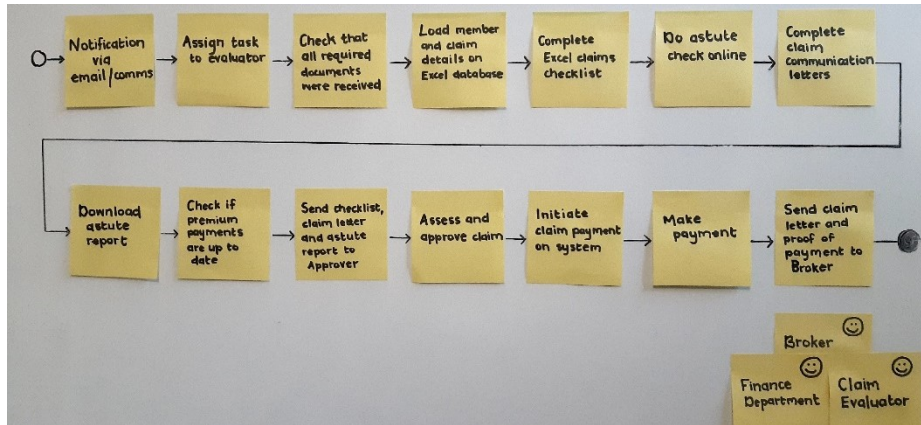 Notification
via
email/comms
Assign task
to evaluator
Check that
all required
documents
were received
Load member
and claim
details on
Excel database
Complete
Excel claims
checklist
Do astute
check online
Complete
claim
communication
letters
Download
astute
report
Check if
premium
payments
are up to
date
Send checklist,
claim letter
and astute
report to
Approver
Assess and
approve claim
Initiate
claim payment
on system
Make
payment
Send claim
letter and
proof of
payment to
Broker
Broker
Finance
Department
Claim
Evaluator